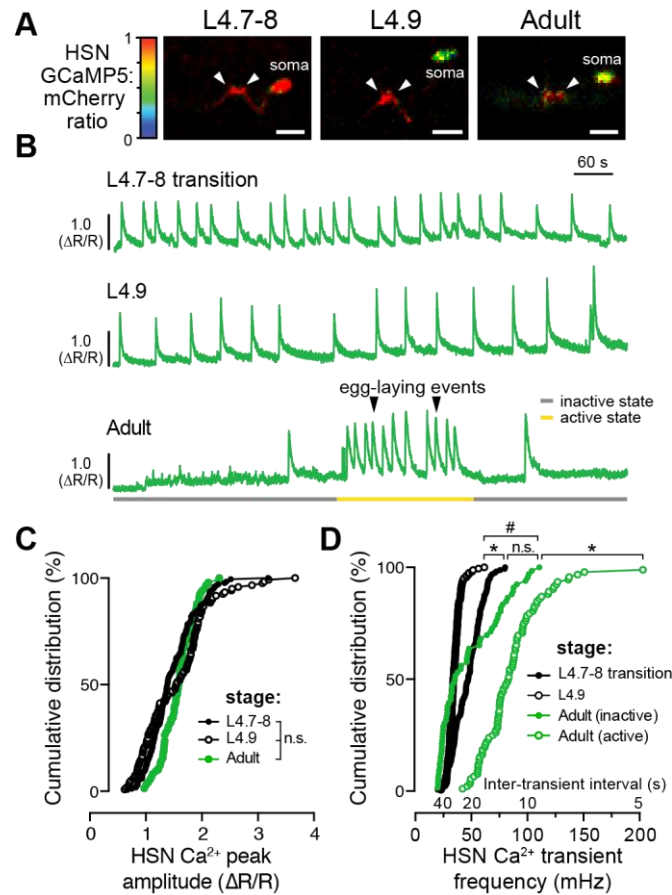 A
L4.7-8 L4.9 Adult
HSN
GCaMP5:
mCherry
ratio
1
0
soma
soma
soma
B
60 s
L4.7-8 transition
1.0
(ΔR/R)
L4.9
1.0
(ΔR/R)
egg-laying events
inactive state
active state
Adult
1.0
(ΔR/R)
C
Cumulative distribution (%)
100
50
0
stage:
L4.7-8
L4.9
Adult
n.s.
0 1 2 3 4
HSN Ca²⁺ peak
amplitude (ΔR/R)
D
#
* n.s. *
Cumulative distribution (%)
100
50
0
stage:
L4.7-8 transition
L4.9
Adult (inactive)
Adult (active)
Inter-transient interval (s)
40 20 10 5
0 50 100 150 200
HSN Ca²⁺ transient
frequency (mHz)